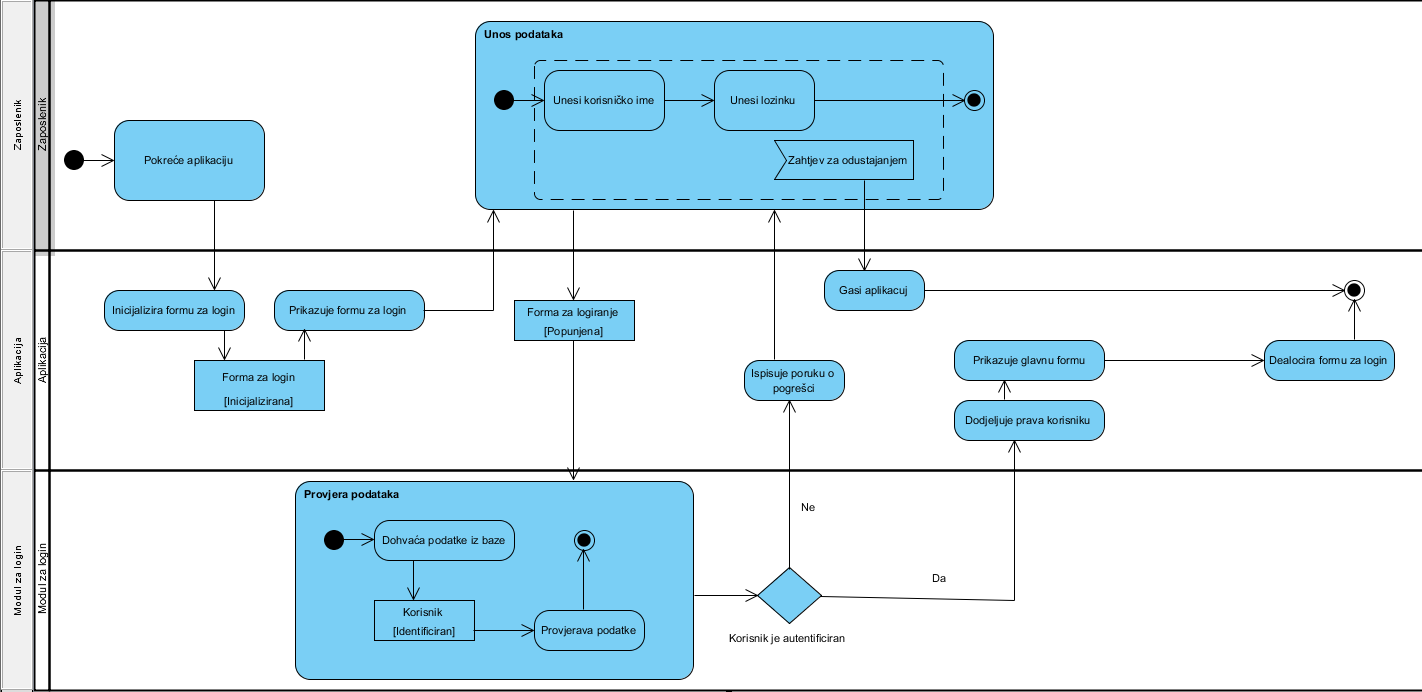 Zaposlenik
Zaposlenik
Unos podataka
Unesi korisničko ime
Unesi lozinku
Zahtjev za odustajanjem
Pokreće aplikaciju
Aplikacija
Aplikacija
Inicijalizira formu za login
Prikazuje formu za login
Forma za login
[Inicijalizirana]
Forma za logiranje
[Popunjena]
Gasi aplikacuj
Ispisuje poruku o
pogrešci
Prikazuje glavnu formu
Dealocira formu za login
Dodjeljuje prava korisniku
Modul za login
Modul za login
Provjera podataka
Dohvaća podatke iz baze
Korisnik
[Identificiran]
Provjerava podatke
Ne
Da
Korisnik je autentificiran